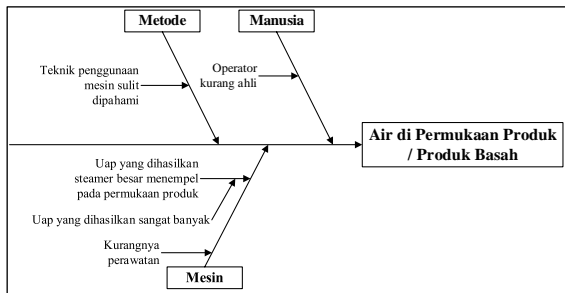 Metode
Manusia
Teknik penggunaan
mesin sulit
dipahami
Operator
kurang ahli
Air di Permukaan Produk
/ Produk Basah
Uap yang dihasilkan
steamer besar menempel
pada permukaan produk
Uap yang dihasilkan sangat banyak
Kurangnya
perawatan
Mesin